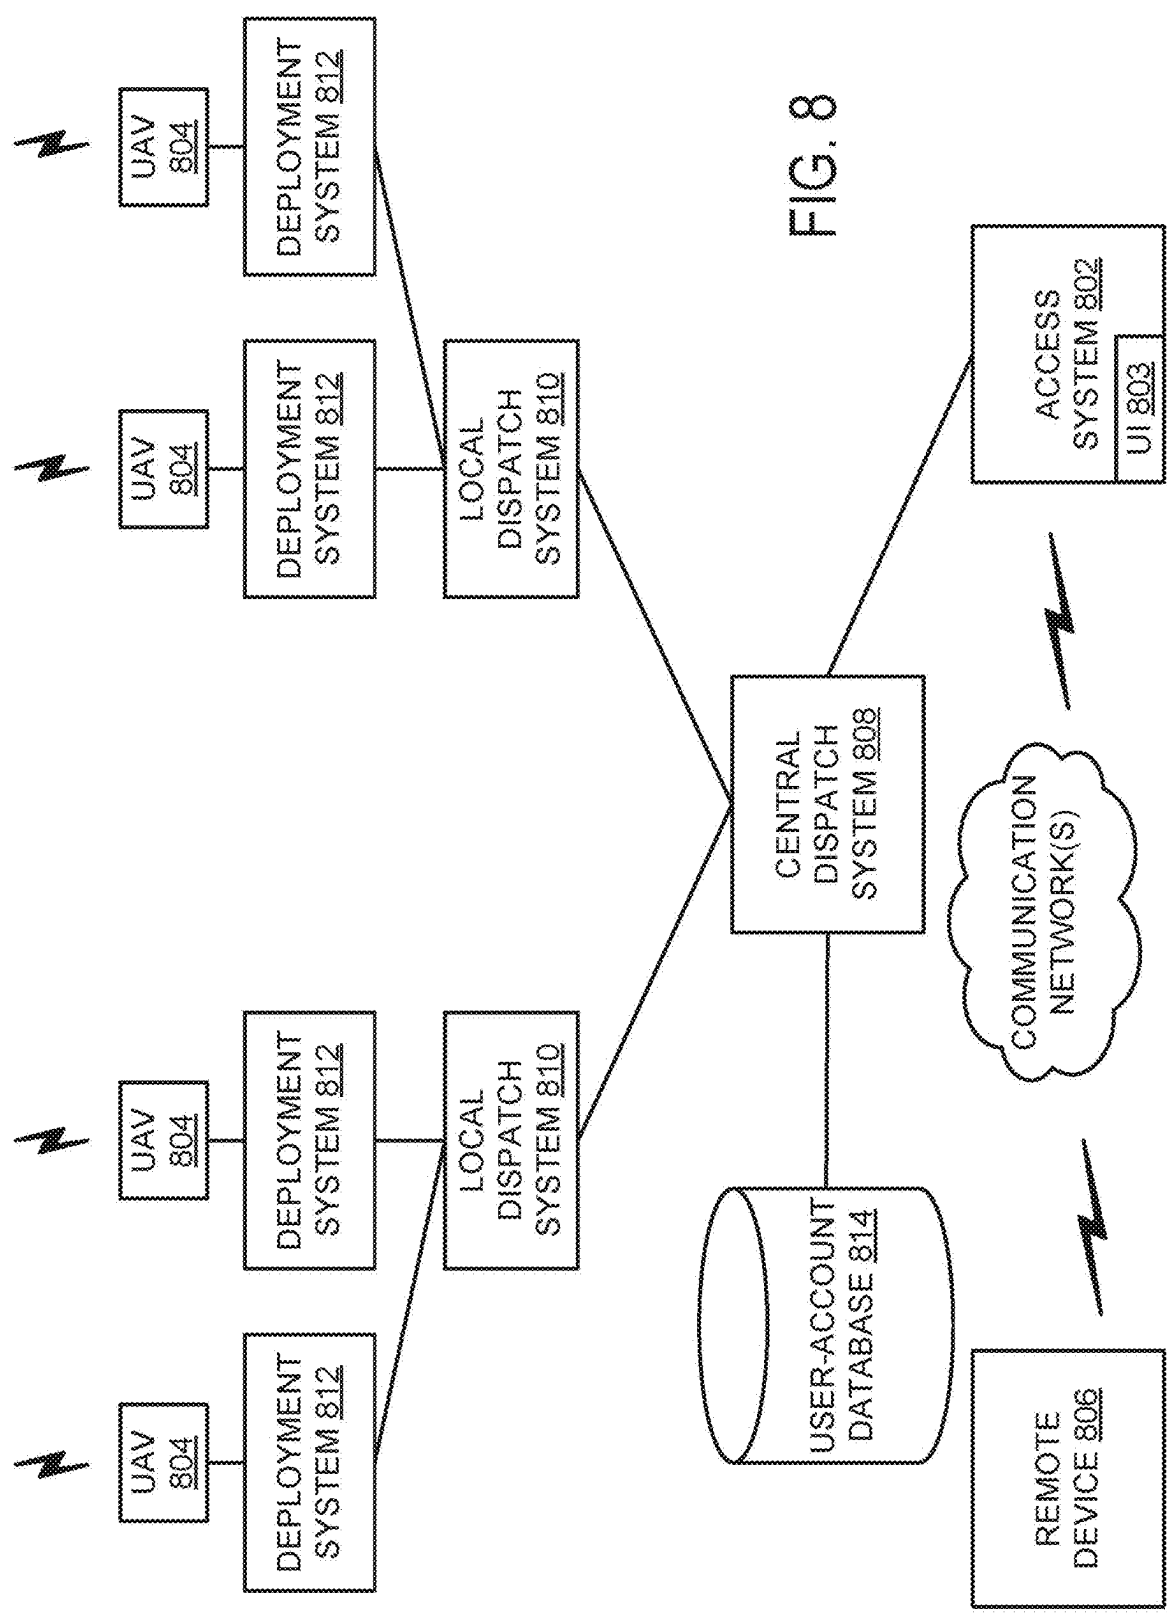 UAV
804
UAV
804
UAV
804
UAV
804
DEPLOYMENT
SYSTEM 812
DEPLOYMENT
SYSTEM 812
DEPLOYMENT
SYSTEM 812
DEPLOYMENT
SYSTEM 812
LOCAL
DISPATCH
SYSTEM 810
LOCAL
DISPATCH
SYSTEM 810
USER-ACCOUNT
DATABASE 814
CENTRAL
DISPATCH
SYSTEM 808
FIG. 8
REMOTE
DEVICE 806
COMMUNICATION
NETWORK(S)
ACCESS
SYSTEM 802
UI 803